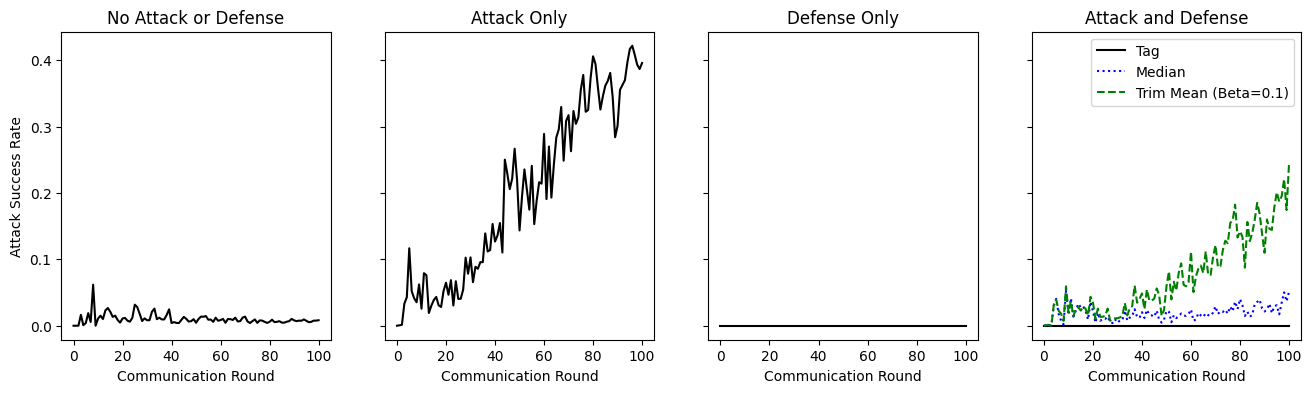 No Attack or Defense
Attack Only
Defense Only
Attack and Defense
Attack Success Rate
0.4
0.3
0.2
0.1
0.0
Tag
Median
Trim Mean (Beta=0.1)
0 20 40 60 80 100
0 20 40 60 80 100
0 20 40 60 80 100
0 20 40 60 80 100
Communication Round
Communication Round
Communication Round
Communication Round